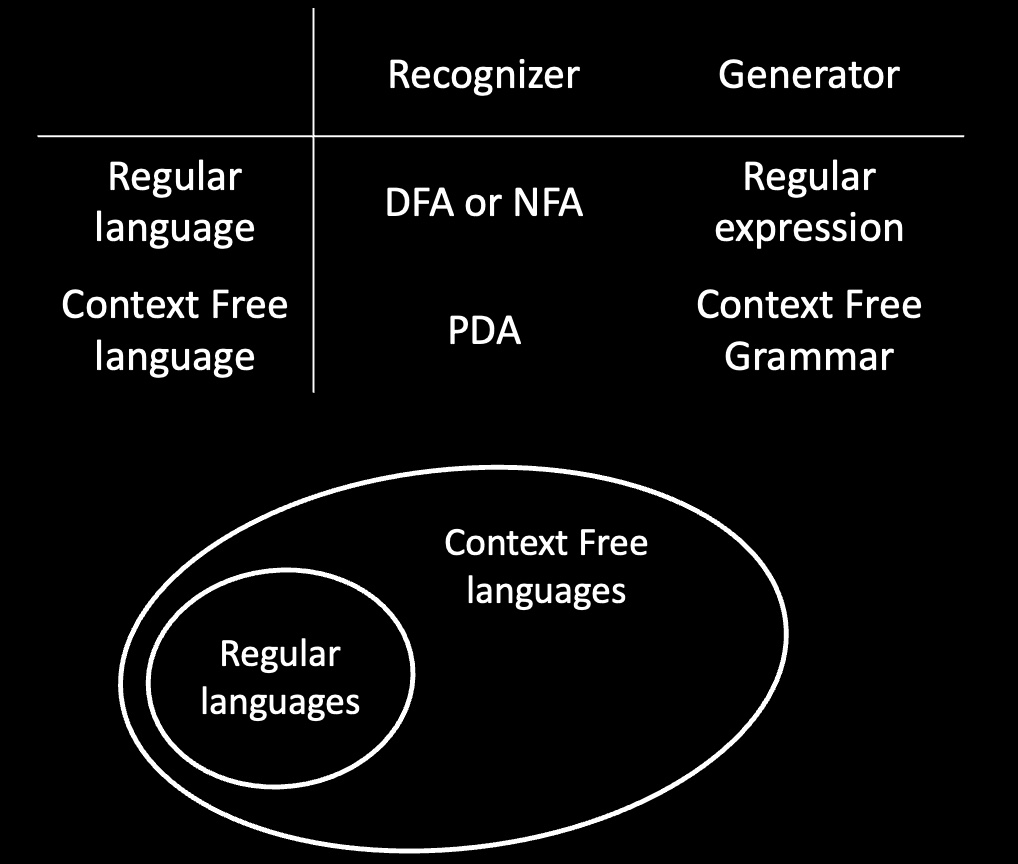 Recognizer Generator
Regular
language
DFA or NFA
Regular
expression
Context Free
language
PDA
Context Free
Grammar
Context Free
languages
Regular
languages